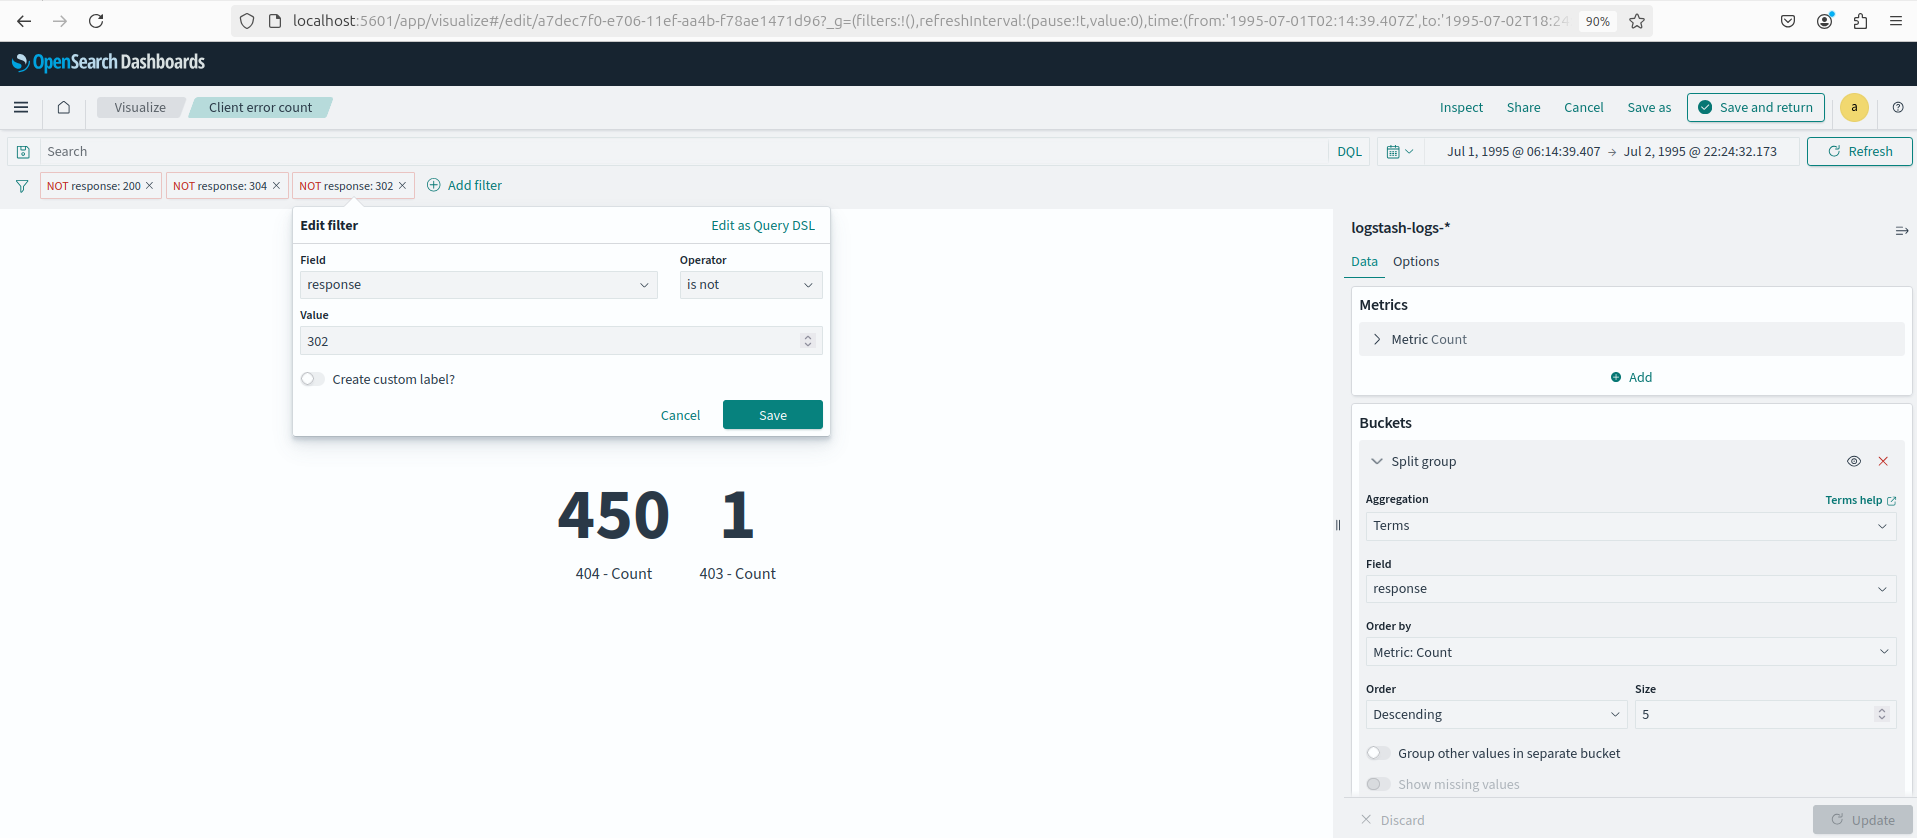 localhost:5601/app/visualize#/edit/a7dec7f0-e706-11ef-aa4b-f78ae1471d96?_g=(filters:!(),refreshInterval:(pause:!t,value:0),time:(from:'1995-07-01T02:14:39.407Z',to:'1995-07-02T18:24
90%
OpenSearch Dashboards
Visualize
Client error count
Inspect
Share
Cancel
Save as
Save and return
a
Search
DQL
Jul 1, 1995 @ 06:14:39.407 → Jul 2, 1995 @ 22:24:32.173
Refresh
NOT response: 200 ×
NOT response: 304 ×
NOT response: 302 ×
Add filter
Edit filter
Edit as Query DSL
Field
Operator
response
is not
Value
302
Create custom label?
Cancel
Save
450
1
404 - Count
403 - Count
logstash-logs-*
Data
Options
Metrics
Metric Count
Add
Buckets
Split group
Aggregation
Terms help
Terms
Field
response
Order by
Metric: Count
Order
Size
Descending
5
Group other values in separate bucket
Show missing values
Discard
Update